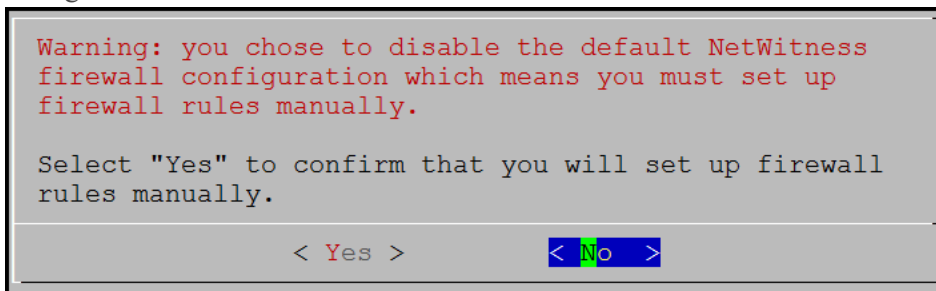 Warning: you chose to disable the default NetWitness
firewall configuration which means you must set up
firewall rules manually.
Select "Yes" to confirm that you will set up firewall
rules manually.
< Yes > < No >